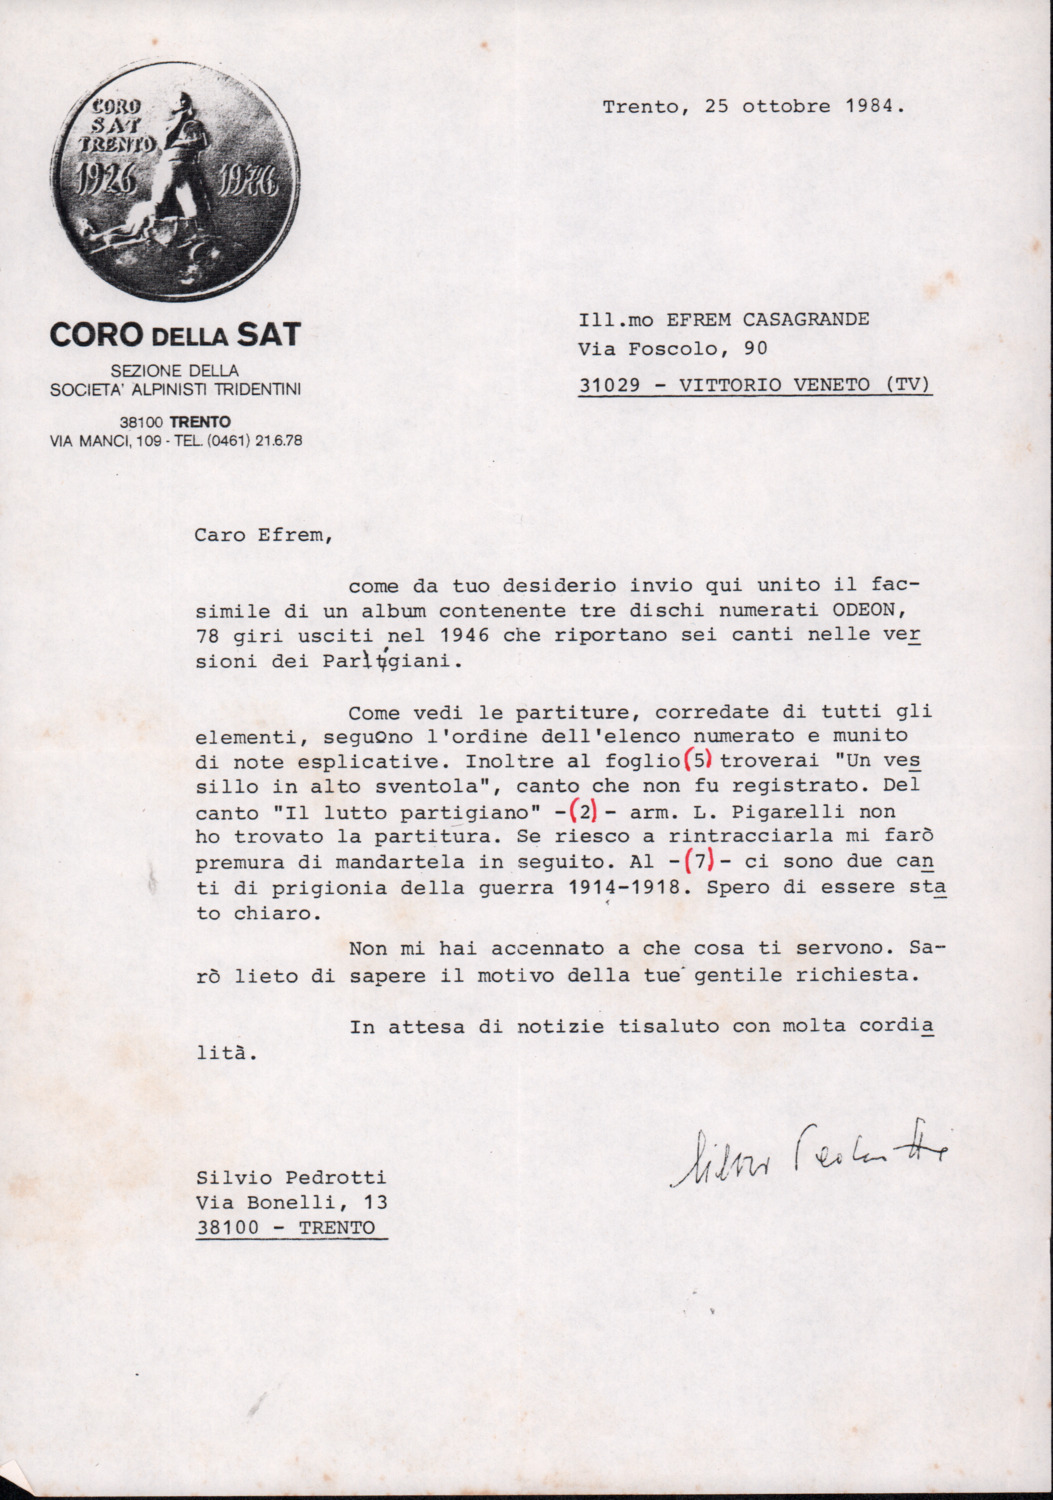 CORO
SAT
TRENTO
1926 1976
Trento, 25 ottobre 1984.
CORO DELLA SAT
SEZIONE DELLA
SOCIETA' ALPINISTI TRIDENTINI
38100 TRENTO
VIA MANCI, 109 - TEL. (0461) 21.6.78
Ill.mo EFREM CASAGRANDE
Via Foscolo, 90
31029 - VITTORIO VENETO (TV)
Caro Efrem,
come da tuo desiderio invio qui unito il fac-
simile di un album contenente tre dischi numerati ODEON,
78 giri usciti nel 1946 che riportano sei canti nelle ver
sioni dei Partigiani.
Come vedi le partiture, corredate di tutti gli
elementi, seguono l'ordine dell'elenco numerato e munito
di note esplicative. Inoltre al foglio (5) troverai "Un ves
sillo in alto sventola", canto che non fu registrato. Del
canto "Il lutto partigiano" -(2)- arm. L. Pigarelli non
ho trovato la partitura. Se riesco a rintracciarla mi farò
premura di mandartela in seguito. Al -(7)- ci sono due can
ti di prigionia della guerra 1914-1918. Spero di essere sta
to chiaro.
Non mi hai accennato a che cosa ti servono. Sa-
rò lieto di sapere il motivo della tue gentile richiesta.
In attesa di notizie tisaluto con molta cordia
lità.
Silvio Pedrotti
Silvio Pedrotti
Via Bonelli, 13
38100 - TRENTO